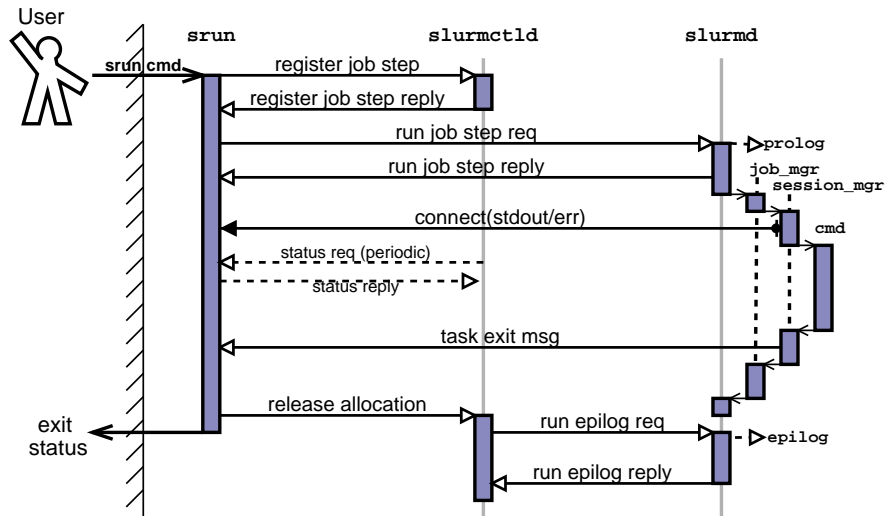 User
srun
slurmctld
slurmd
srun cmd
register job step
register job step reply
run job step req
prolog
run job step reply
job_mgr
session_mgr
connect(stdout/err)
cmd
status req (periodic)
status reply
task exit msg
release allocation
exit
status
run epilog req
epilog
run epilog reply